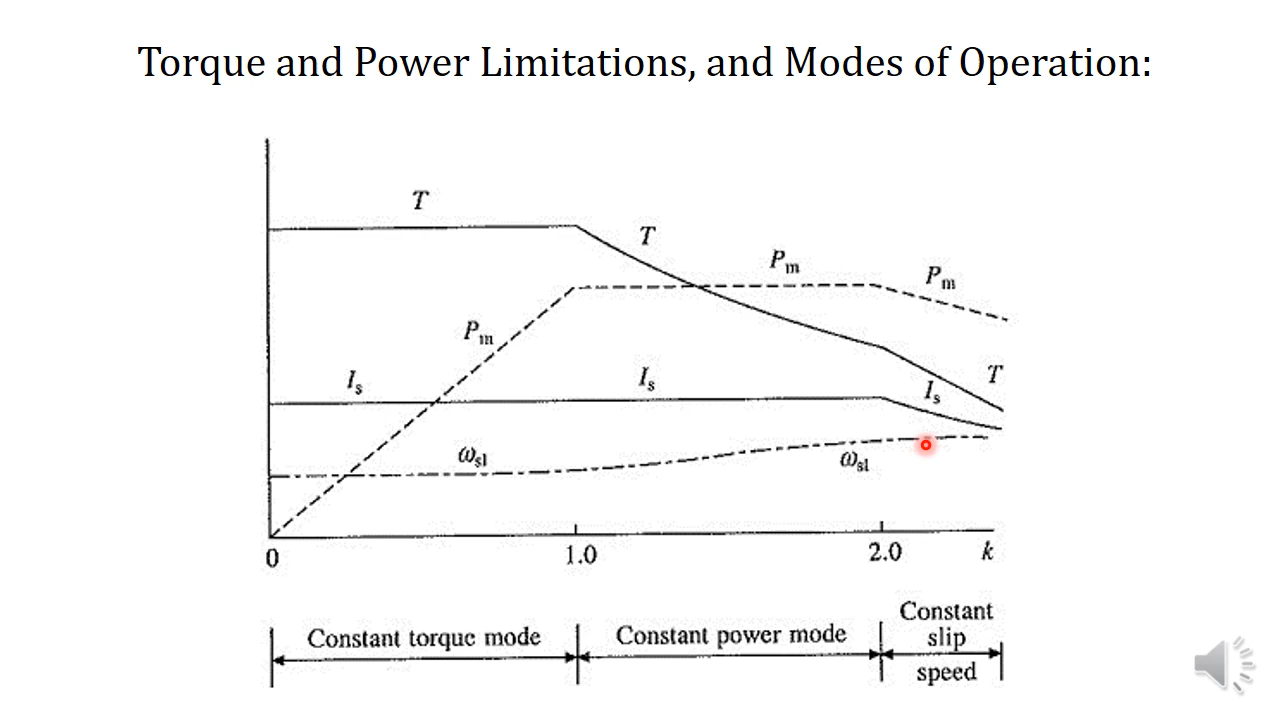 Torque and Power Limitations, and Modes of Operation:
T
T
Pm
Pm
Pm
Is
Is
Is
T
ωsl
ωsl
0
1.0
2.0
k
Constant torque mode
Constant power mode
Constant
slip
speed